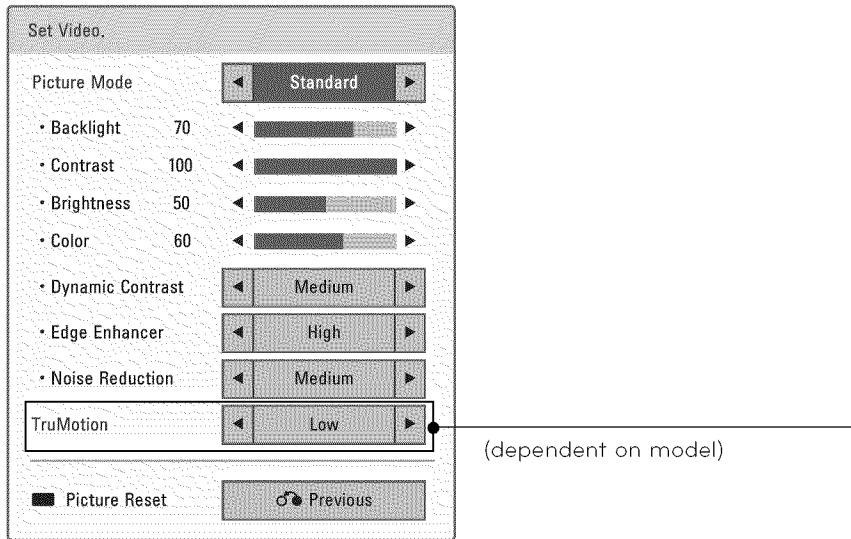 Set Video.
Picture Mode Standard
• Backlight 70
• Contrast 100
• Brightness 50
• Color 60
• Dynamic Contrast Medium
• Edge Enhancer High
• Noise Reduction Medium
TruMotion Low
(dependent on model)
Picture Reset Previous